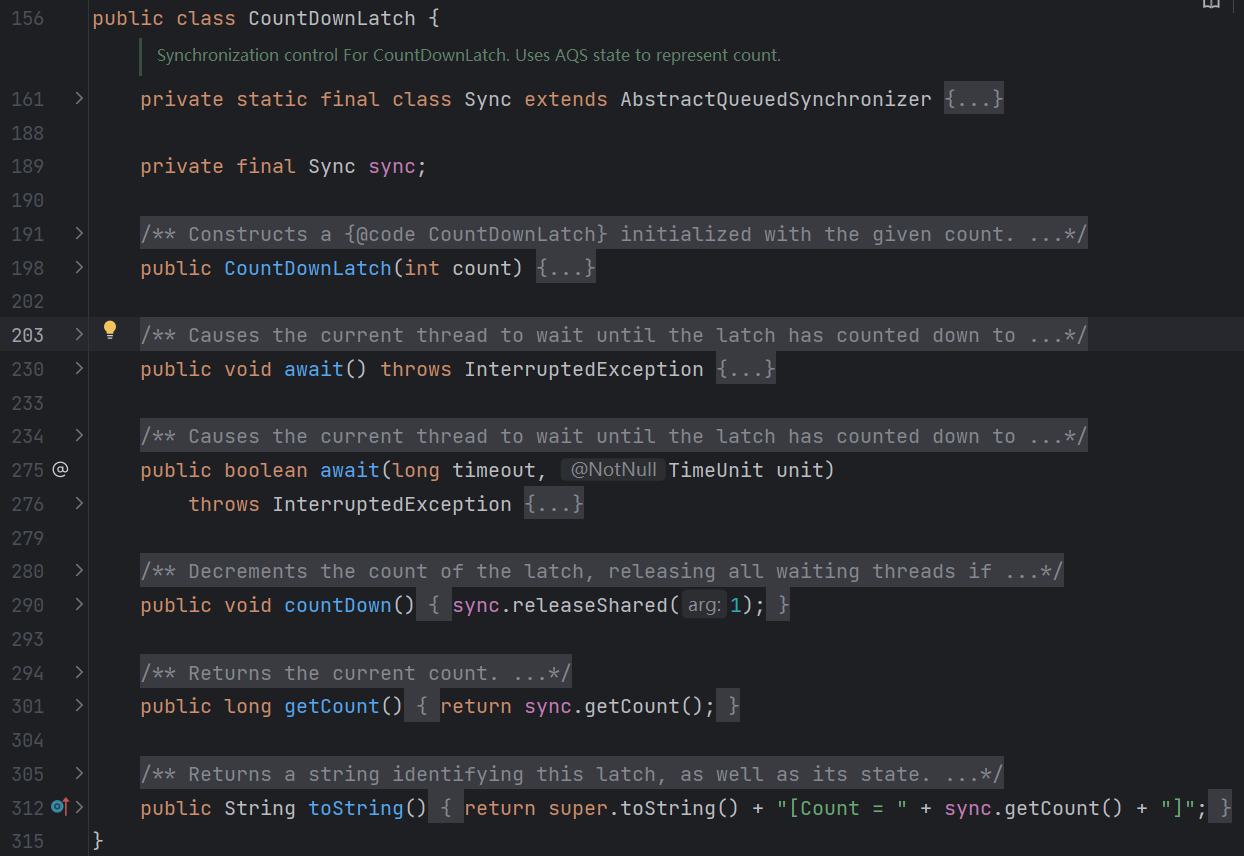 156 public class CountDownLatch {
Synchronization control For CountDownLatch. Uses AQS state to represent count.
161 private static final class Sync extends AbstractQueuedSynchronizer {...}
188
189 private final Sync sync;
190
191 /** Constructs a {@code CountDownLatch} initialized with the given count. ...*/
198 public CountDownLatch(int count) {...}
202
203 /** Causes the current thread to wait until the latch has counted down to ...*/
230 public void await() throws InterruptedException {...}
233
234 /** Causes the current thread to wait until the latch has counted down to ...*/
275 @ public boolean await(long timeout, @NotNull TimeUnit unit)
276 throws InterruptedException {...}
279
280 /** Decrements the count of the latch, releasing all waiting threads if ...*/
290 public void countDown() { sync.releaseShared( arg: 1); }
293
294 /** Returns the current count. ...*/
301 public long getCount() { return sync.getCount(); }
304
305 /** Returns a string identifying this latch, as well as its state. ...*/
312 public String toString() { return super.toString() + "[Count = " + sync.getCount() + "]"; }
315 }